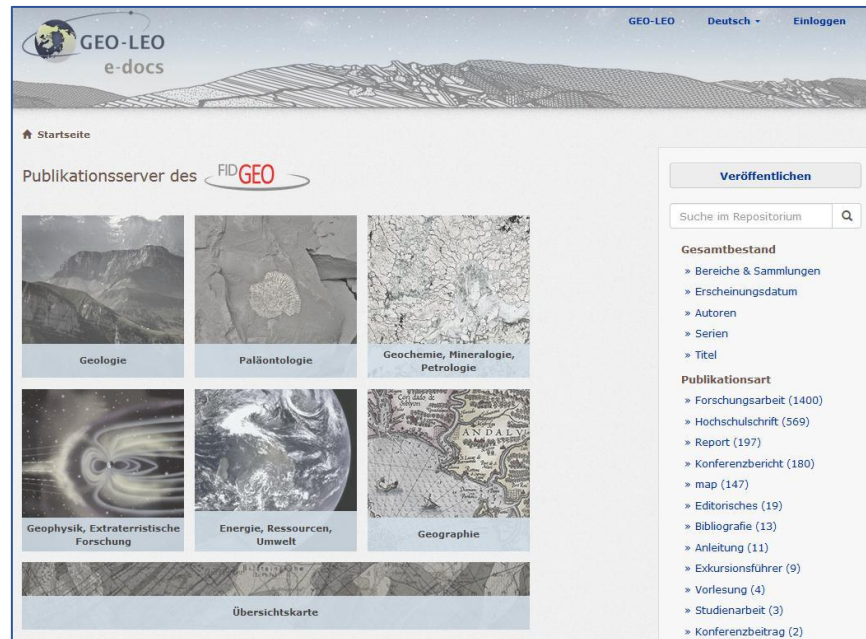 GEO-LEO
e-docs
GEO-LEO Deutsch Einloggen
Startseite
Publikationsserver des FID GEO
Geologie
Paläontologie
Geochemie, Mineralogie,
Petrologie
Geophysik, Extraterristische
Forschung
Energie, Ressourcen,
Umwelt
ANDALV
Geographie
Übersichtskarte
Veröffentlichen
Suche im Repositorium
Gesamtbestand
» Bereiche & Sammlungen
» Erscheinungsdatum
» Autoren
» Serien
» Titel
Publikationsart
» Forschungsarbeit (1400)
» Hochschulschrift (569)
» Report (197)
» Konferenzbericht (180)
» map (147)
» Editorisches (19)
» Bibliografie (13)
» Anleitung (11)
» Exkursionsführer (9)
» Vorlesung (4)
» Studienarbeit (3)
» Konferenzbeitrag (2)